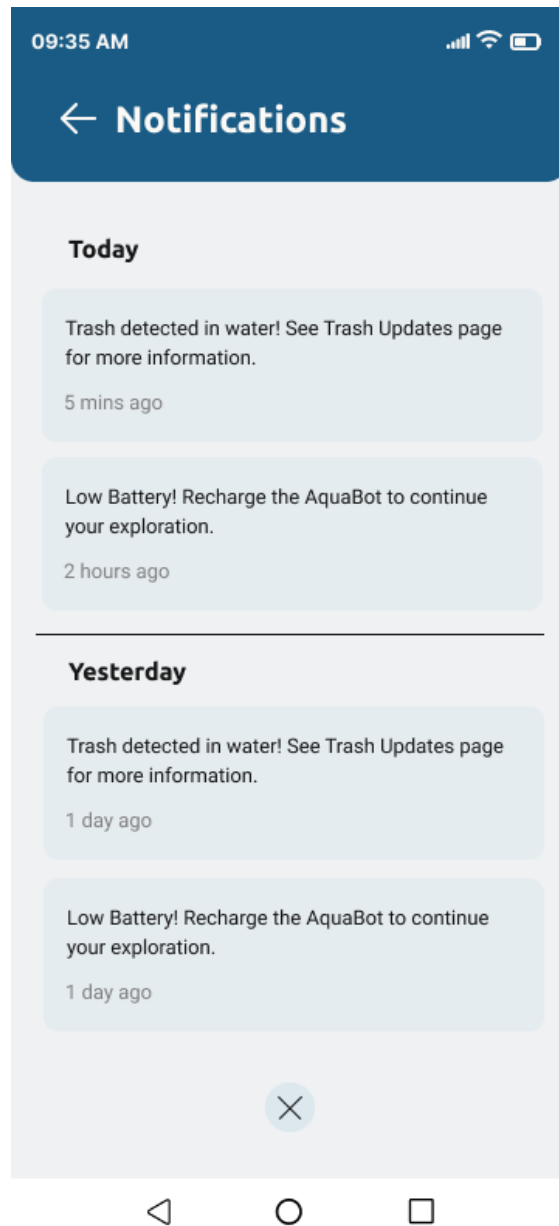 09:35 AM
Notifications
Today
Trash detected in water! See Trash Updates page
for more information.
5 mins ago
Low Battery! Recharge the AquaBot to continue
your exploration.
2 hours ago
Yesterday
Trash detected in water! See Trash Updates page
for more information.
1 day ago
Low Battery! Recharge the AquaBot to continue
your exploration.
1 day ago